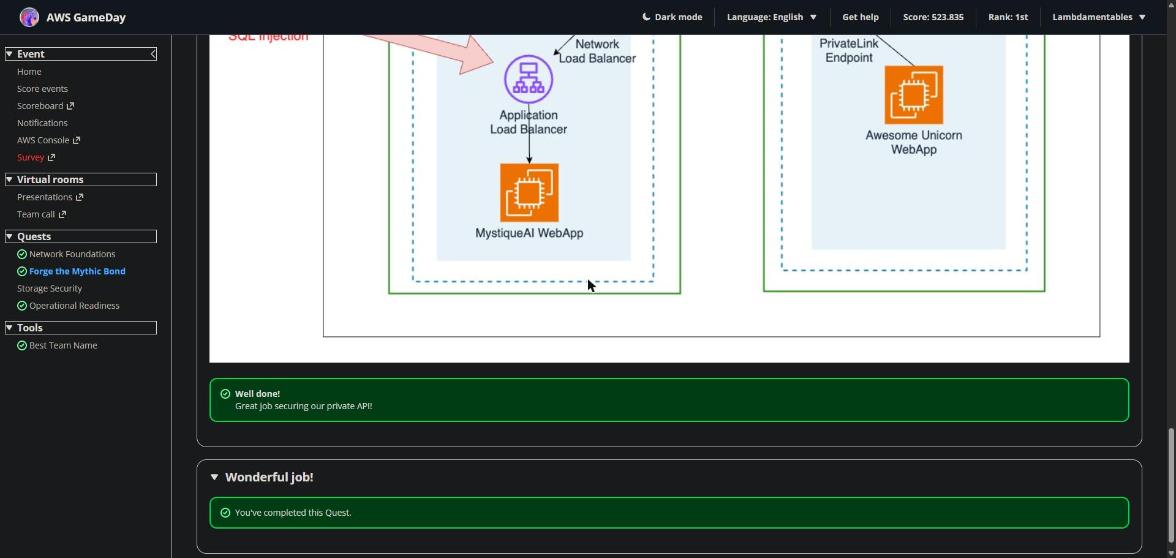 AWS GameDay
Dark mode
Language: English
Get help
Score: 523.835
Rank: 1st
Lambdamentables
Event
Home
Score events
Scoreboard
Notifications
AWS Console
Survey
Virtual rooms
Presentations
Team call
Quests
Network Foundations
Forge the Mythic Bond
Storage Security
Operational Readiness
Tools
Best Team Name
SQL Injection
Network
Load Balancer
Application
Load Balancer
MystiqueAI WebApp
PrivateLink
Endpoint
Awesome Unicorn
WebApp
Well done!
Great job securing our private API!
Wonderful job!
You've completed this Quest.